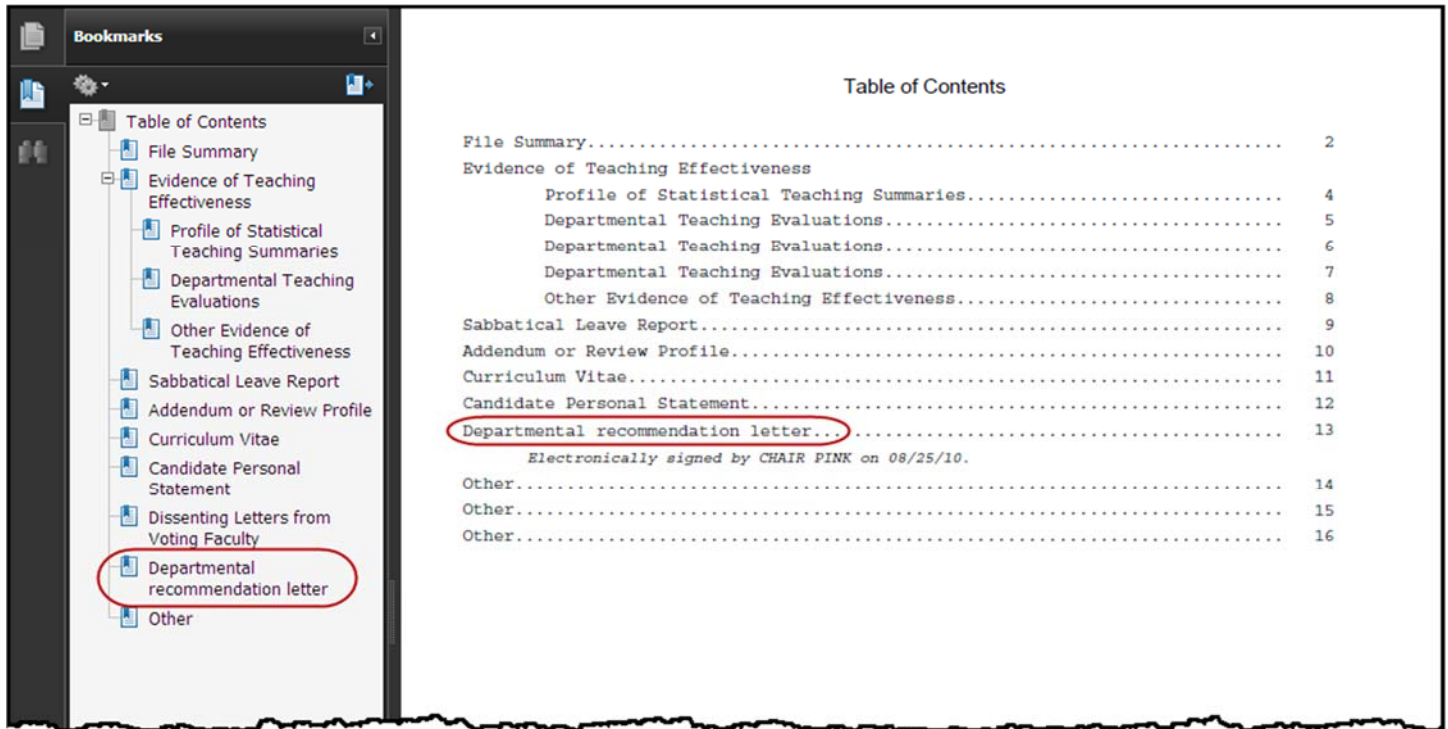 Bookmarks
Table of Contents
File Summary
Evidence of Teaching
Effectiveness
Profile of Statistical
Teaching Summaries
Departmental Teaching
Evaluations
Other Evidence of
Teaching Effectiveness
Sabbatical Leave Report
Addendum or Review Profile
Curriculum Vitae
Candidate Personal
Statement
Dissenting Letters from
Voting Faculty
Departmental
recommendation letter
Other
Table of Contents
File Summary.................................................................... 2
Evidence of Teaching Effectiveness
Profile of Statistical Teaching Summaries............................... 4
Departmental Teaching Evaluations....................................... 5
Departmental Teaching Evaluations....................................... 6
Departmental Teaching Evaluations....................................... 7
Other Evidence of Teaching Effectiveness................................ 8
Sabbatical Leave Report......................................................... 9
Addendum or Review Profile...................................................... 10
Curriculum Vitae................................................................ 11
Candidate Personal Statement.................................................... 12
Departmental recommendation letter.............................................. 13
Electronically signed by CHAIR PINK on 08/25/10.
Other........................................................................... 14
Other........................................................................... 15
Other........................................................................... 16